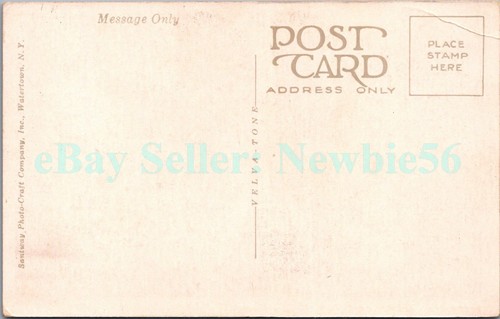 Message Only
POST
CARD
ADDRESS ONLY
PLACE
STAMP
HERE
Santway Photo-Craft Company, Inc., Watertown, N.Y.
VELVA-TONE
eBay Seller: Newbie56